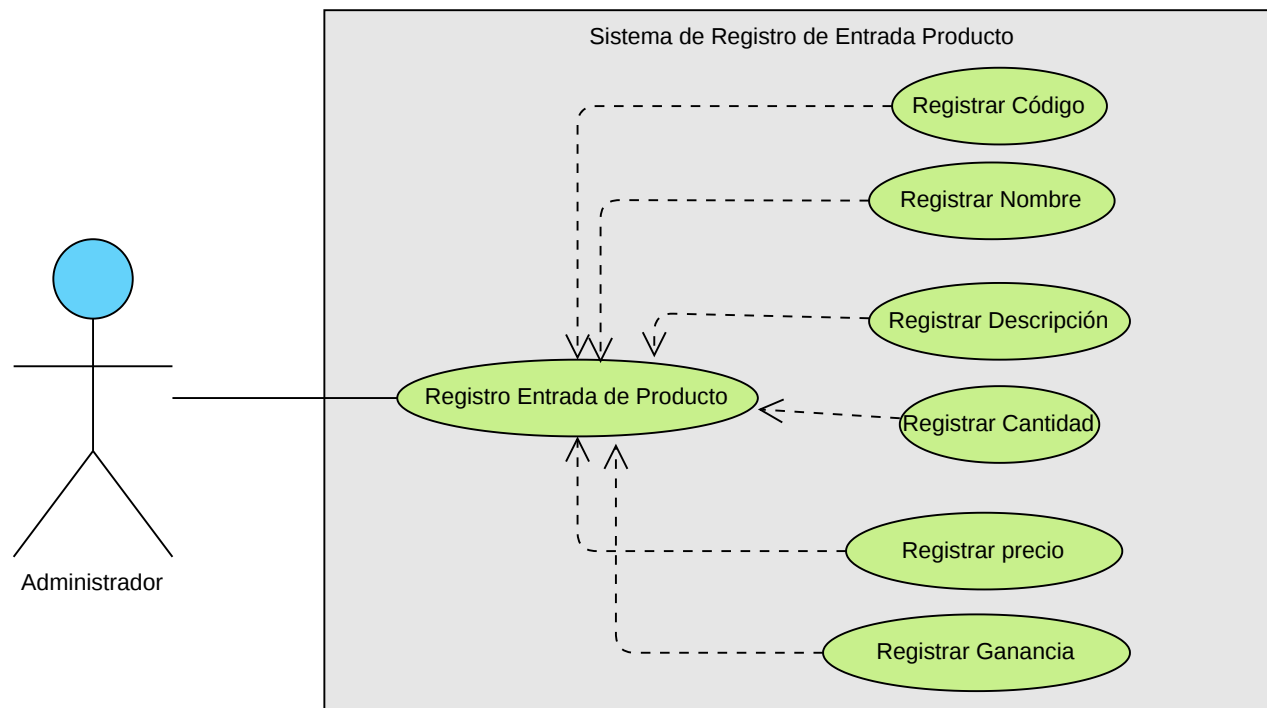 Sistema de Registro de Entrada Producto
Registrar Código
Registrar Nombre
Registrar Descripción
Registro Entrada de Producto
Registrar Cantidad
Registrar precio
Administrador
Registrar Ganancia